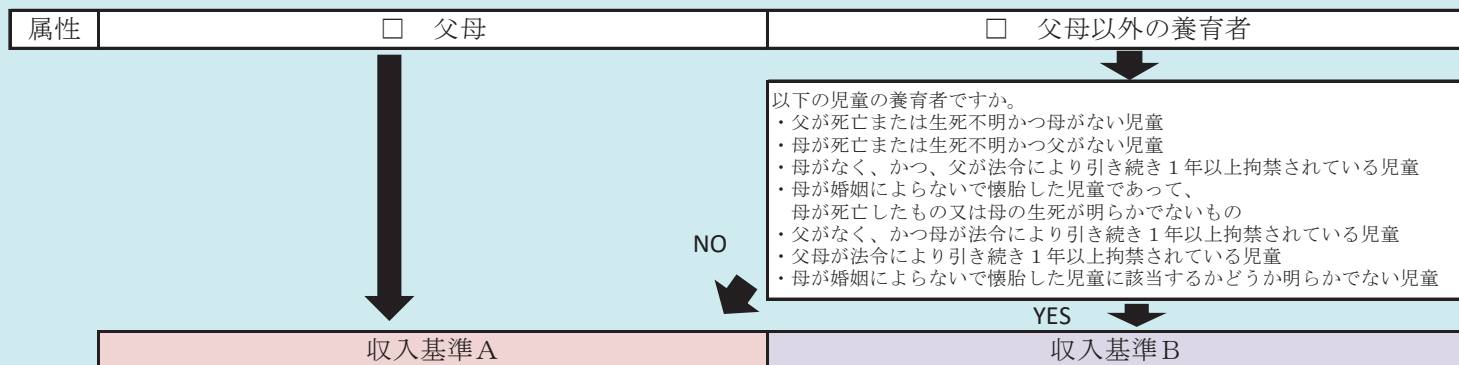 属性 □ 父母 □ 父母以外の養育者
以下の児童の養育者ですか。
・父が死亡または生死不明かつ母がない児童
・母が死亡または生死不明かつ父がない児童
・母がなく、かつ、父が法令により引き続き１年以上拘禁されている児童
・母が婚姻によらないで懐胎した児童であって、
母が死亡したもの又は母の生死が明らかでないもの
・父がなく、かつ母が法令により引き続き１年以上拘禁されている児童
・父母が法令により引き続き１年以上拘禁されている児童
・母が婚姻によらないで懐胎した児童に該当するかどうか明らかでない児童
NO
YES
収入基準Ａ 収入基準Ｂ